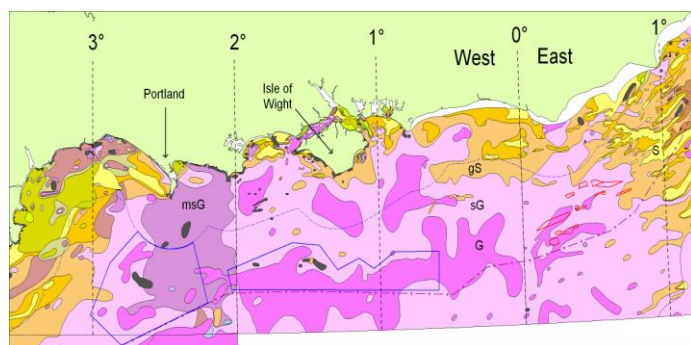 3°
2°
1°
West
0°
East
1°
Portland
Isle of
Wight
S
gS
msG
sG
G